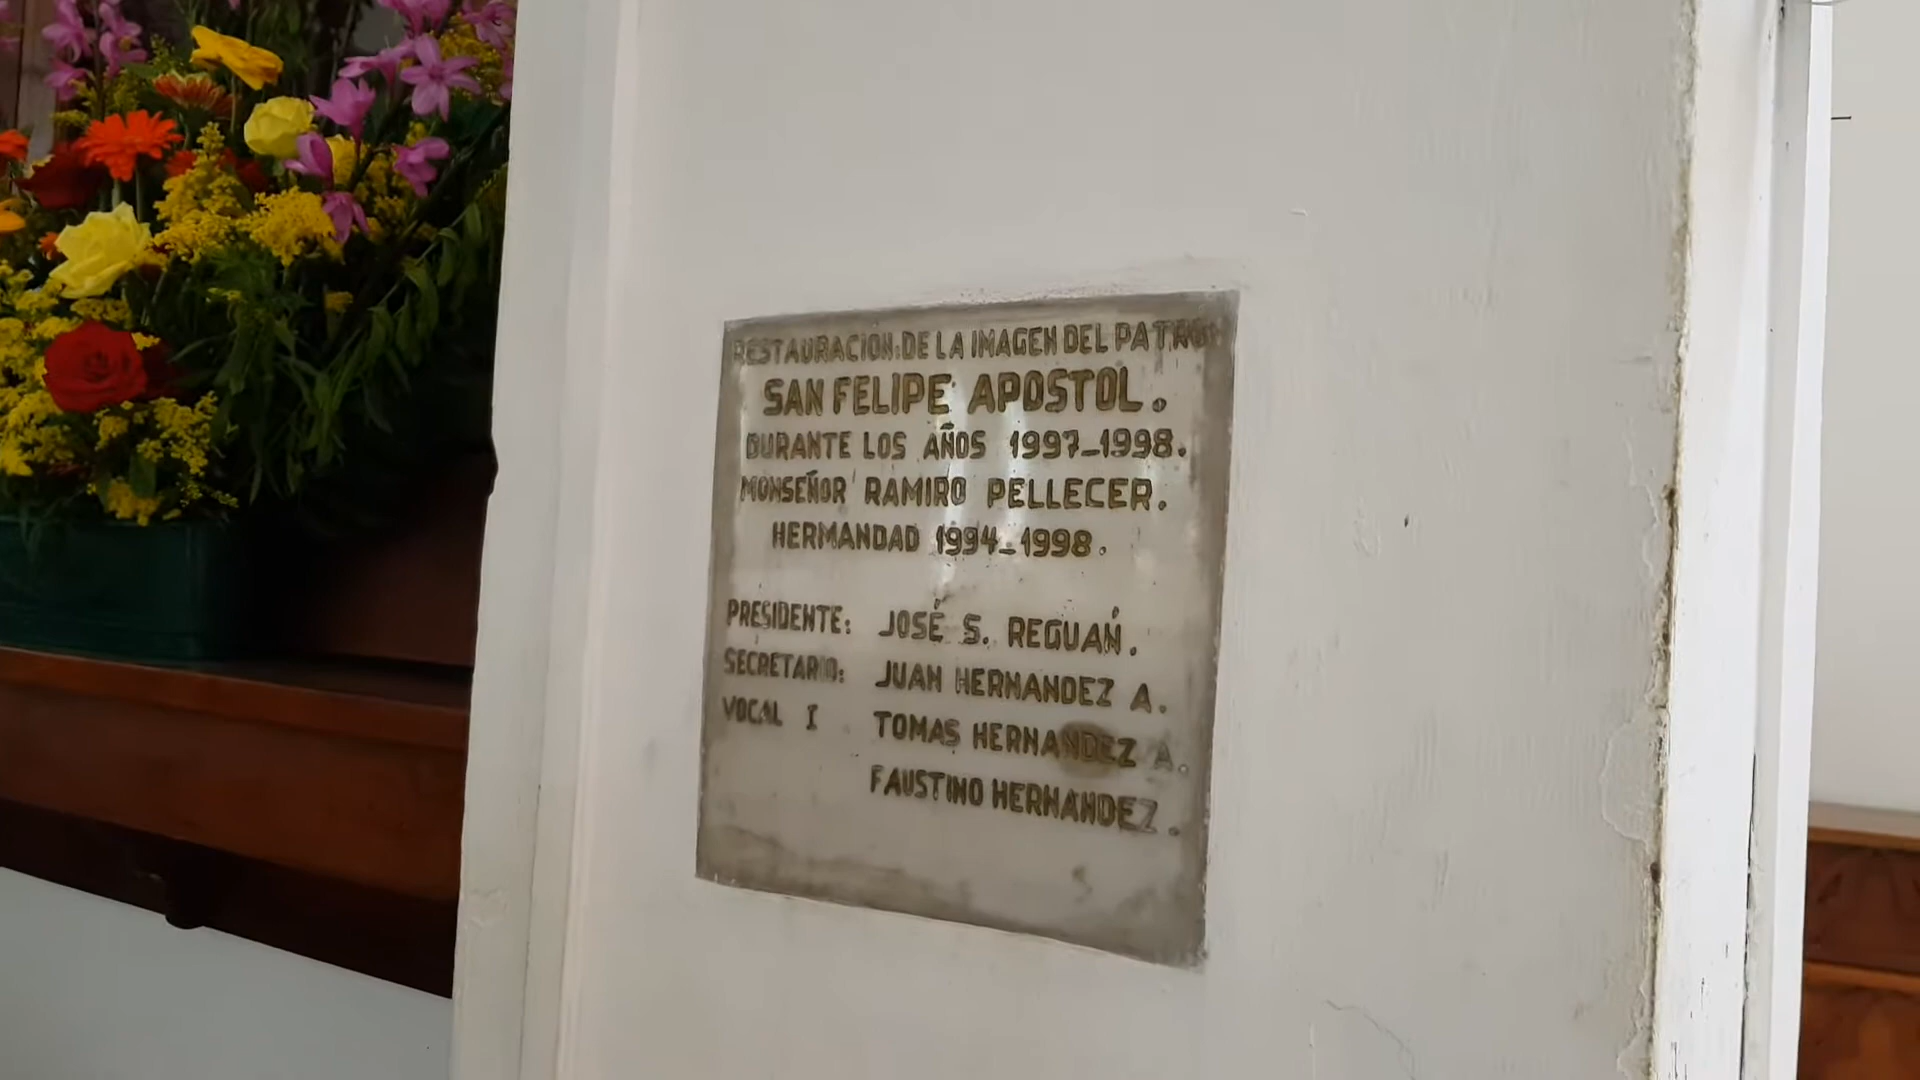 RESTAURACION DE LA IMAGEN DEL PATRON
SAN FELIPE APOSTOL.
DURANTE LOS AÑOS 1997-1998.
MONSEÑOR RAMIRO PELLECER.
HERMANDAD 1994-1998.
PRESIDENTE: JOSÉ S. REGUAŃ.
SECRETARIO: JUAN HERNANDEZ A.
VOCAL I TOMAS HERNANDEZ A.
FAUSTINO HERNANDEZ.